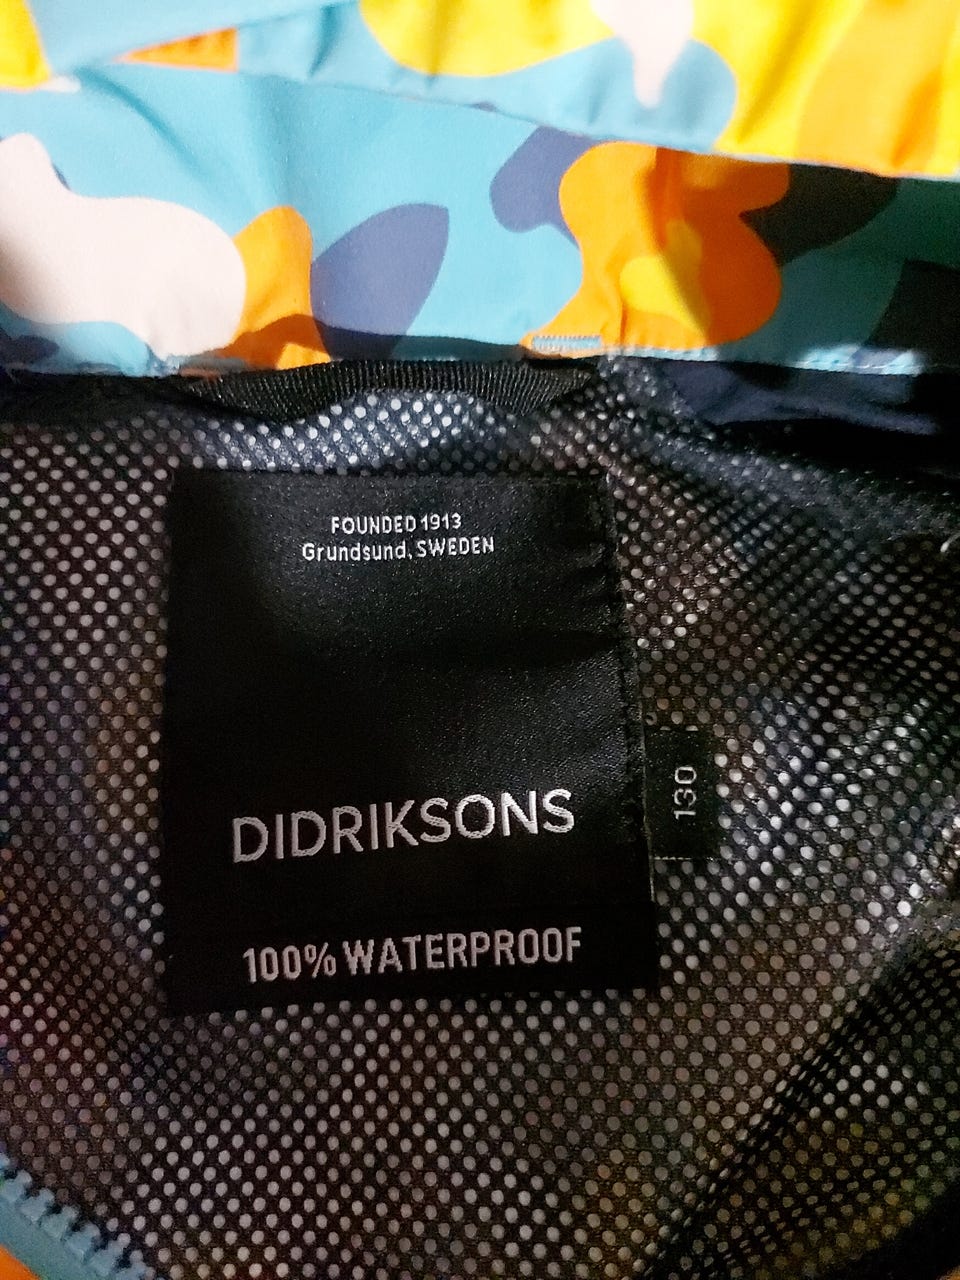 FOUNDED 1913
Grundsund, SWEDEN
DIDRIKSONS
130
100% WATERPROOF